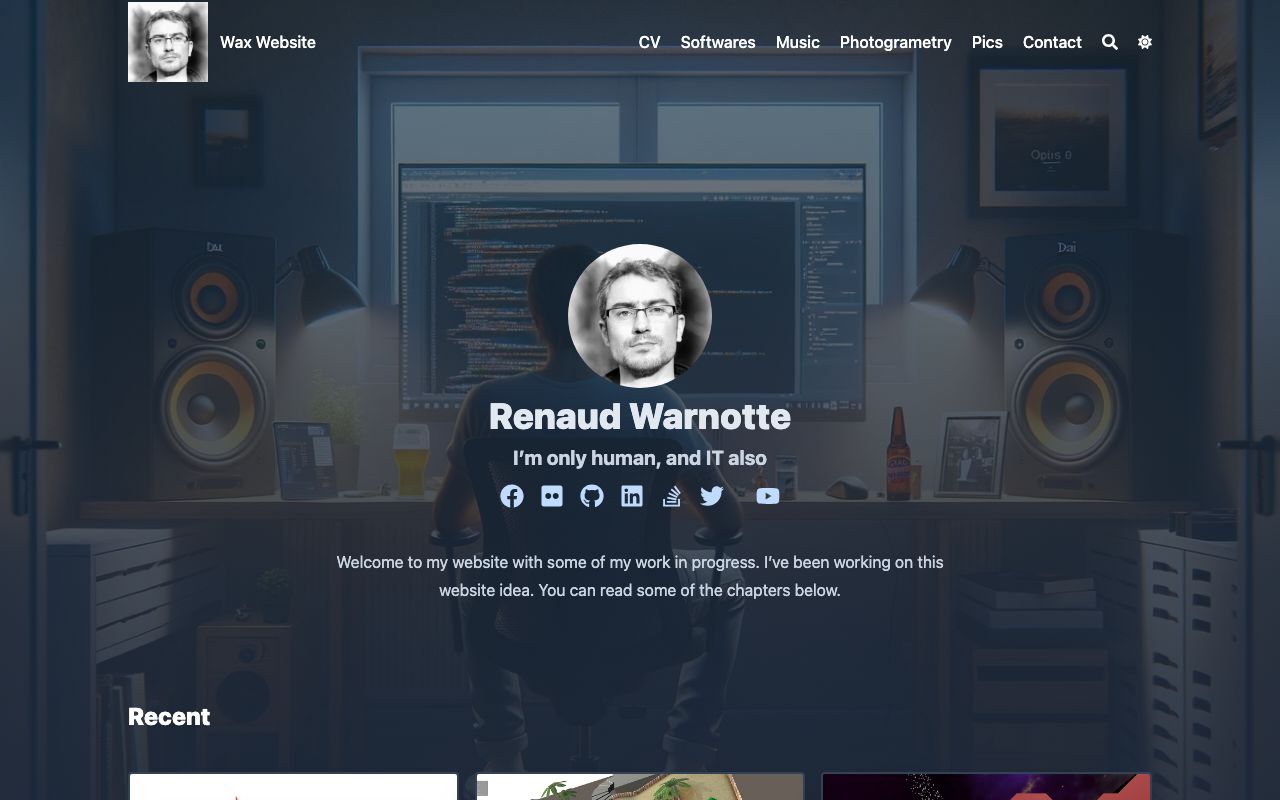 Wax Website
CV Softwares Music Photogrametry Pics Contact
Optis 0
DAL
Dai
Renaud Warnotte
I’m only human, and IT also
Welcome to my website with some of my work in progress. I’ve been working on this
website idea. You can read some of the chapters below.
Recent